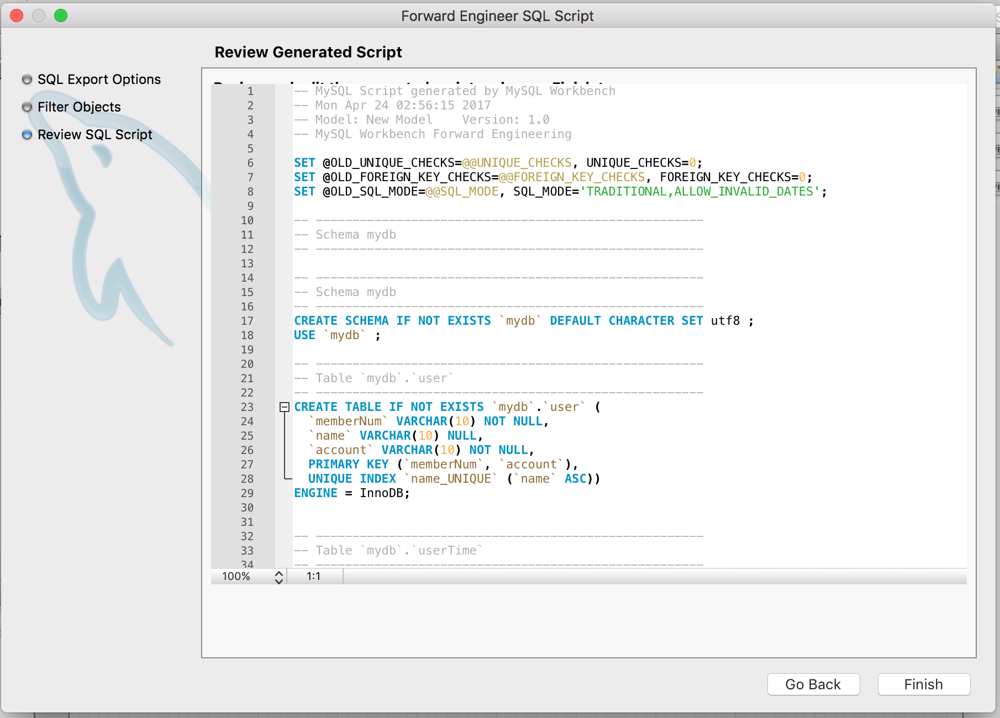 Forward Engineer SQL Script
Review Generated Script
SQL Export Options
Filter Objects
Review SQL Script
1 -- MySQL Script generated by MySQL Workbench
2 -- Mon Apr 24 02:56:15 2017
3 -- Model: New Model    Version: 1.0
4 -- MySQL Workbench Forward Engineering
5
6 SET @OLD_UNIQUE_CHECKS=@@UNIQUE_CHECKS, UNIQUE_CHECKS=0;
7 SET @OLD_FOREIGN_KEY_CHECKS=@@FOREIGN_KEY_CHECKS, FOREIGN_KEY_CHECKS=0;
8 SET @OLD_SQL_MODE=@@SQL_MODE, SQL_MODE='TRADITIONAL,ALLOW_INVALID_DATES';
9
10 -- -----------------------------------------------------
11 -- Schema mydb
12 -- -----------------------------------------------------
13
14 -- -----------------------------------------------------
15 -- Schema mydb
16 -- -----------------------------------------------------
17 CREATE SCHEMA IF NOT EXISTS `mydb` DEFAULT CHARACTER SET utf8 ;
18 USE `mydb` ;
19
20 -- -----------------------------------------------------
21 -- Table `mydb`.`user`
22 -- -----------------------------------------------------
23 CREATE TABLE IF NOT EXISTS `mydb`.`user` (
24   `memberNum` VARCHAR(10) NOT NULL,
25   `name` VARCHAR(10) NULL,
26   `account` VARCHAR(10) NOT NULL,
27   PRIMARY KEY (`memberNum`, `account`),
28   UNIQUE INDEX `name_UNIQUE` (`name` ASC))
29 ENGINE = InnoDB;
30
31
32 -- -----------------------------------------------------
33 -- Table `mydb`.`userTime`
34 -- -----------------------------------------------------
100% 1:1
Go Back Finish